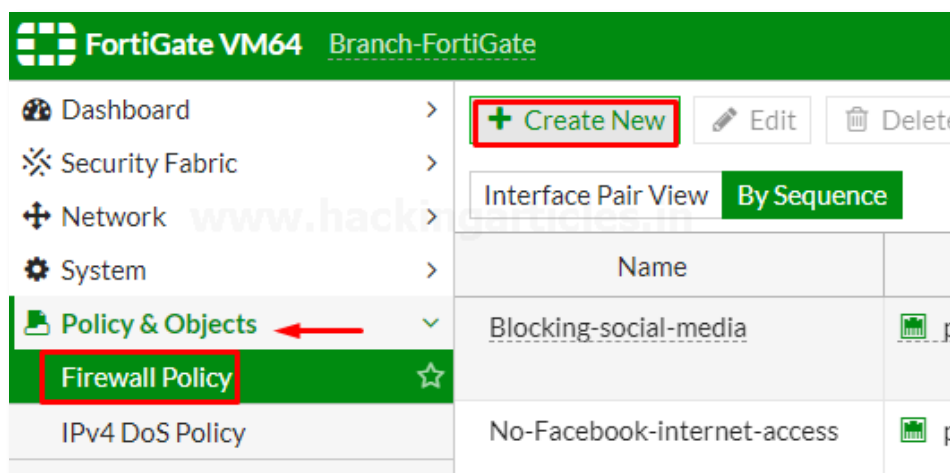 FortiGate VM64 Branch-FortiGate
Dashboard
Security Fabric
Network
System
Policy & Objects
Firewall Policy
IPv4 DoS Policy
+ Create New Edit Delete
Interface Pair View By Sequence
Name
Blocking-social-media p
No-Facebook-internet-access p
www.hackingarticles.in